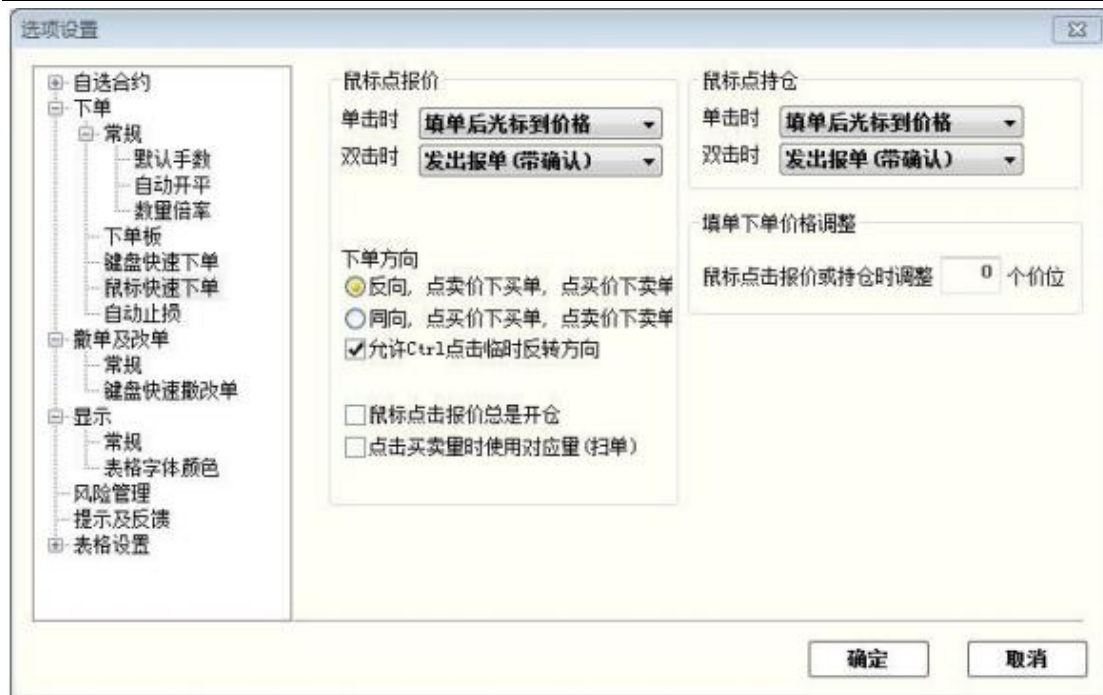 选项设置
自选合约
下单
常规
默认手数
自动开平
数量倍率
下单板
键盘快速下单
鼠标快速下单
自动止损
撤单及改单
常规
键盘快速撤改单
显示
常规
表格字体颜色
风险管理
提示及反馈
表格设置
鼠标点报价
单击时 填单后光标到价格
双击时 发出报单(带确认)
下单方向
反向，点卖价下买单，点买价下卖单
同向，点买价下买单，点卖价下卖单
允许Ctrl点击临时反转方向
鼠标点击报价总是开仓
点击买卖量时使用对应量(扫单)
鼠标点持仓
单击时 填单后光标到价格
双击时 发出报单(带确认)
填单下单价格调整
鼠标点击报价或持仓时调整 0 个价位
确定 取消